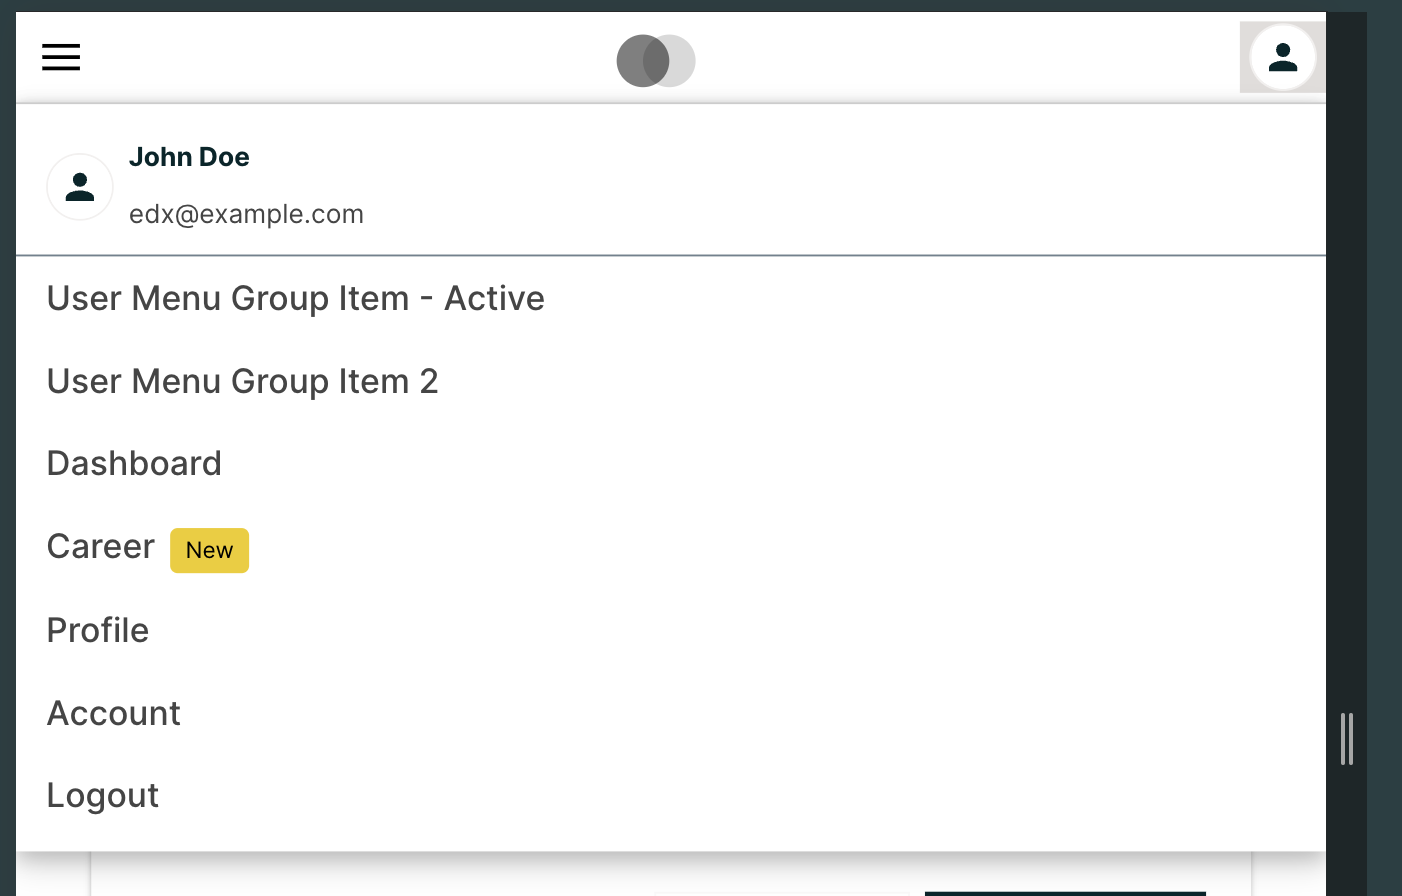 John Doe
edx@example.com
User Menu Group Item - Active
User Menu Group Item 2
Dashboard
Career New
Profile
Account
Logout